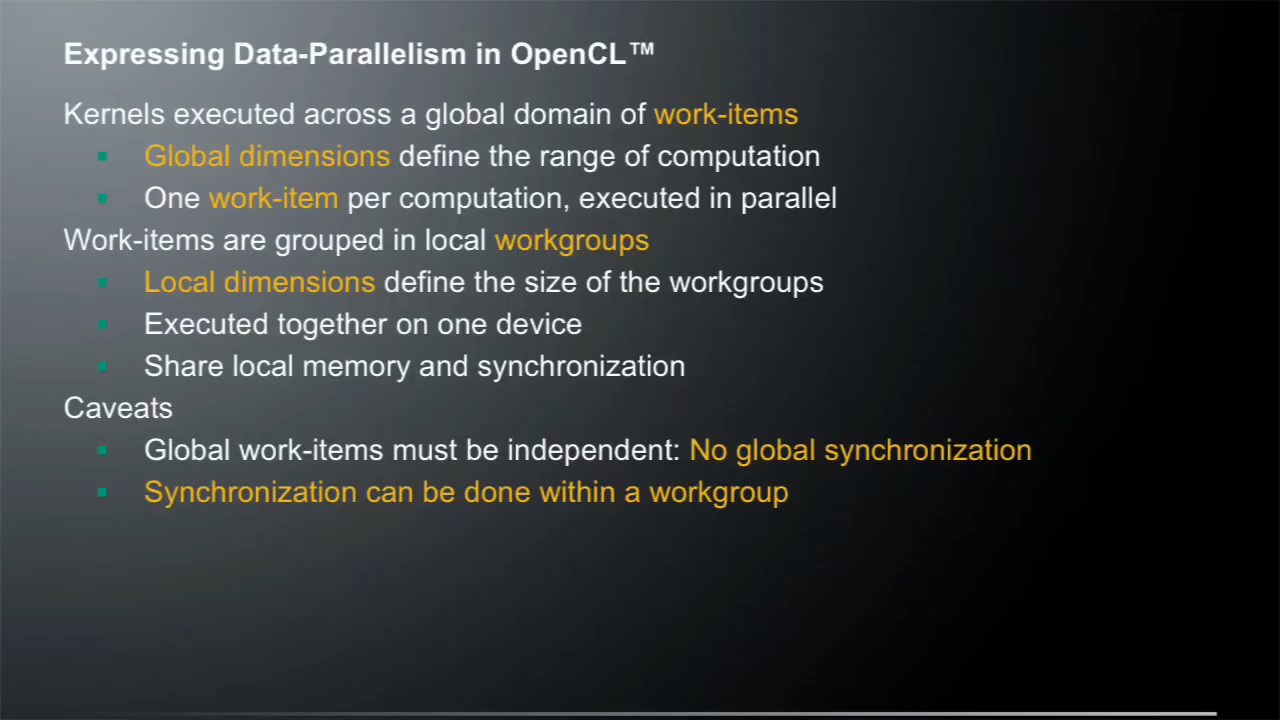 Expressing Data-Parallelism in OpenCL™
Kernels executed across a global domain of work-items
Global dimensions define the range of computation
One work-item per computation, executed in parallel
Work-items are grouped in local workgroups
Local dimensions define the size of the workgroups
Executed together on one device
Share local memory and synchronization
Caveats
Global work-items must be independent: No global synchronization
Synchronization can be done within a workgroup